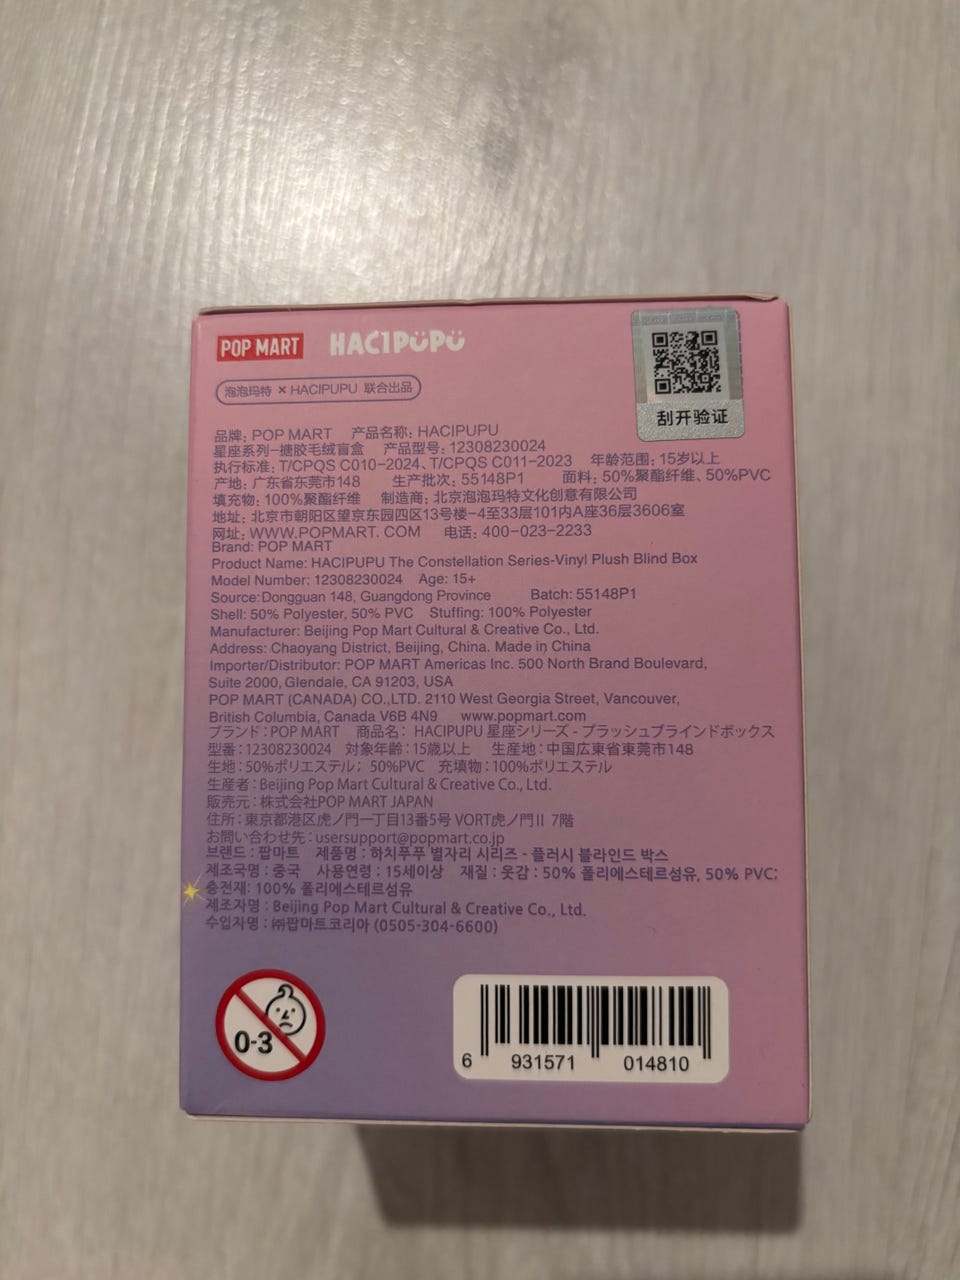 POP MART HACIPUPU
泡泡玛特 × HACIPUPU 联合出品
刮开验证
品牌：POP MART 产品名称：HACIPUPU
星座系列-搪胶毛绒盲盒 产品型号：12308230024
执行标准：T/CPQS C010-2024、T/CPQS C011-2023 年龄范围：15岁以上
产地：广东省东莞市148 生产批次：55148P1 面料：50%聚酯纤维、50%PVC
填充物：100%聚酯纤维 制造商：北京泡泡玛特文化创意有限公司
地址：北京市朝阳区望京东园四区13号楼-4至33层101内A座36层3606室
网址：WWW.POPMART.COM 电话：400-023-2233
Brand: POP MART
Product Name: HACIPUPU The Constellation Series-Vinyl Plush Blind Box
Model Number: 12308230024 Age: 15+
Source:Dongguan 148, Guangdong Province Batch: 55148P1
Shell: 50% Polyester, 50% PVC Stuffing: 100% Polyester
Manufacturer: Beijing Pop Mart Cultural & Creative Co., Ltd.
Address: Chaoyang District, Beijing, China. Made in China
Importer/Distributor: POP MART Americas Inc. 500 North Brand Boulevard,
Suite 2000, Glendale, CA 91203, USA
POP MART (CANADA) CO.,LTD. 2110 West Georgia Street, Vancouver,
British Columbia, Canada V6B 4N9 www.popmart.com
ブランド：POP MART 商品名： HACIPUPU 星座シリーズ - プラッシュブラインドボックス
型番：12308230024 対象年齢：15歳以上 生産地：中国広東省東莞市148
生地：50%ポリエステル； 50%PVC 充填物：100%ポリエステル
生産者：Beijing Pop Mart Cultural & Creative Co., Ltd.
販売元：株式会社POP MART JAPAN
住所：東京都港区虎ノ門一丁目13番5号 VORT虎ノ門II 7階
お問い合わせ先：usersupport@popmart.co.jp
브랜드 : 팝마트 제품명 : 하치푸푸 별자리 시리즈 - 플러시 블라인드 박스
제조국명 : 중국 사용연령 : 15세이상 재질 : 옷감 : 50% 폴리에스테르섬유, 50% PVC;
충전재: 100% 폴리에스테르섬유
제조자명 : Beijing Pop Mart Cultural & Creative Co., Ltd.
수입자명 : ㈜팝마트코리아 (0505-304-6600)
0-3
6 931571 014810